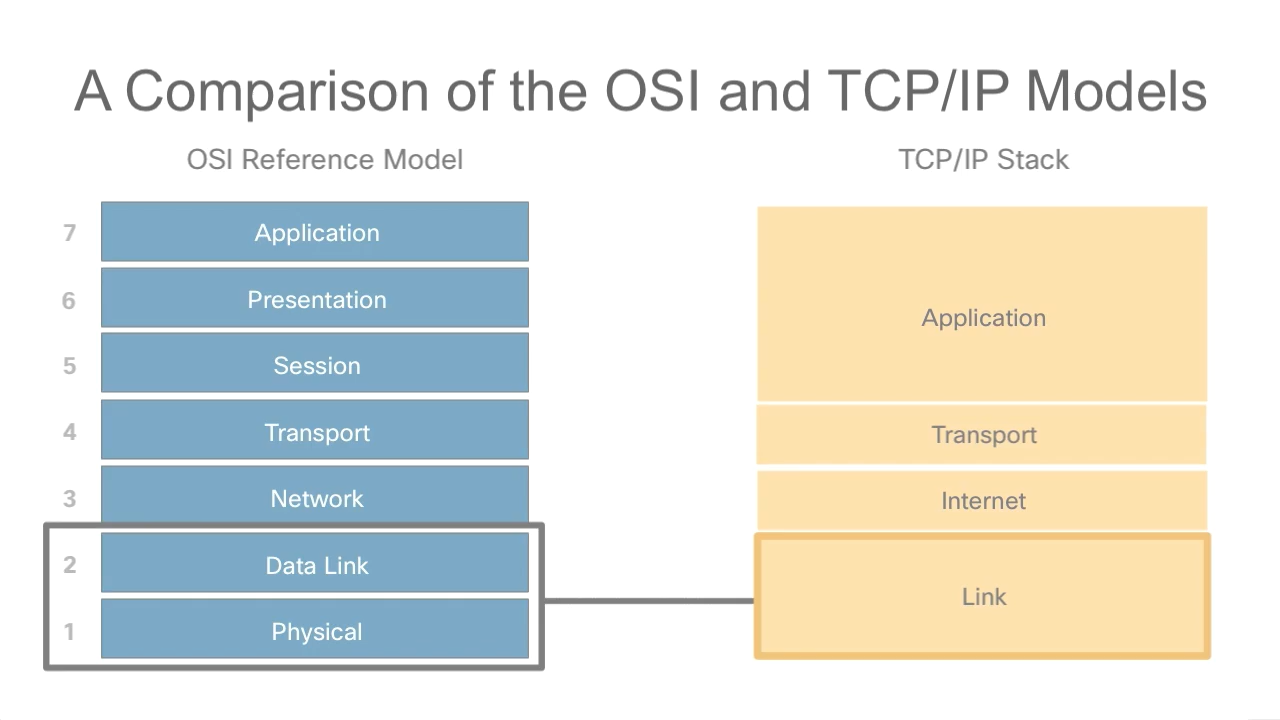 A Comparison of the OSI and TCP/IP Models
OSI Reference Model
7 Application
6 Presentation
5 Session
4 Transport
3 Network
2 Data Link
1 Physical
TCP/IP Stack
Application
Transport
Internet
Link